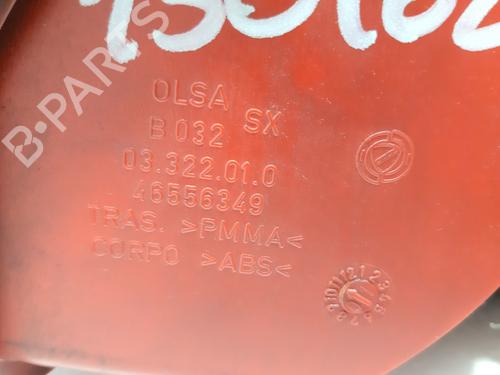 OLSA SX
B 032
03.322.01.0
46556349
TRAS. >PMMA<
CORPO >ABS<
B-PARTS